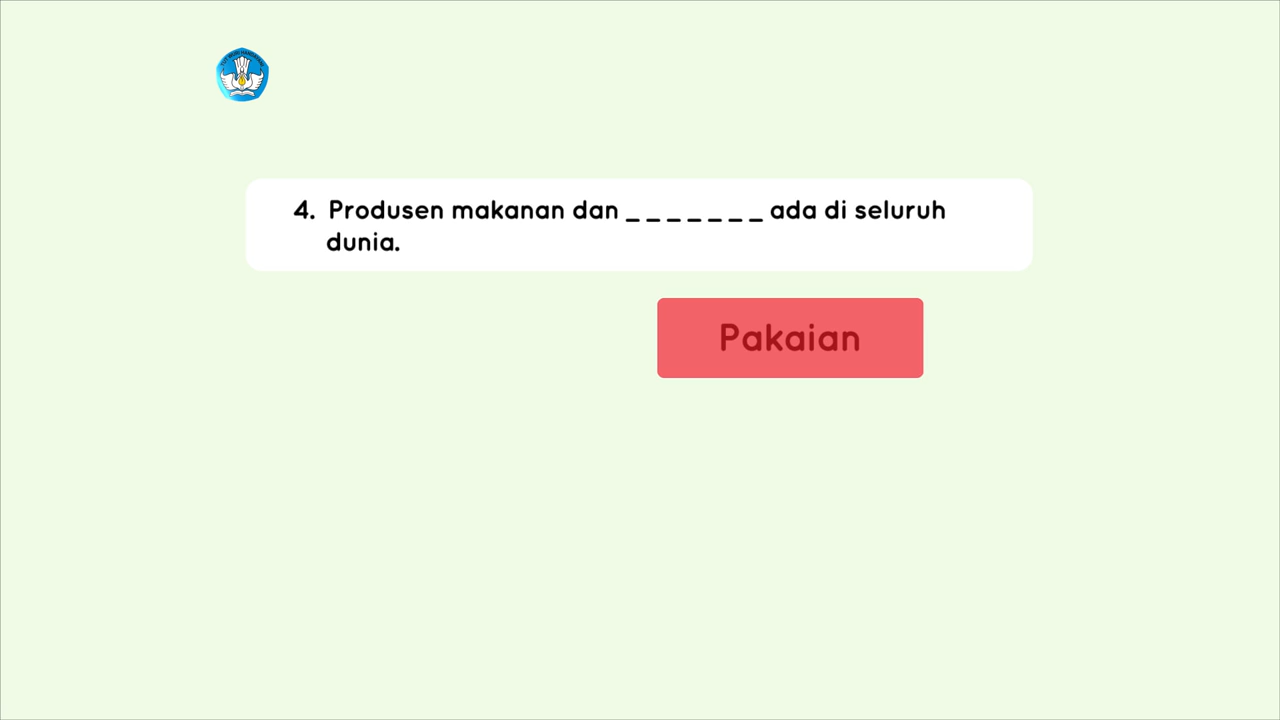 4. Produsen makanan dan _ _ _ _ _ _ _ ada di seluruh
dunia.
Pakaian